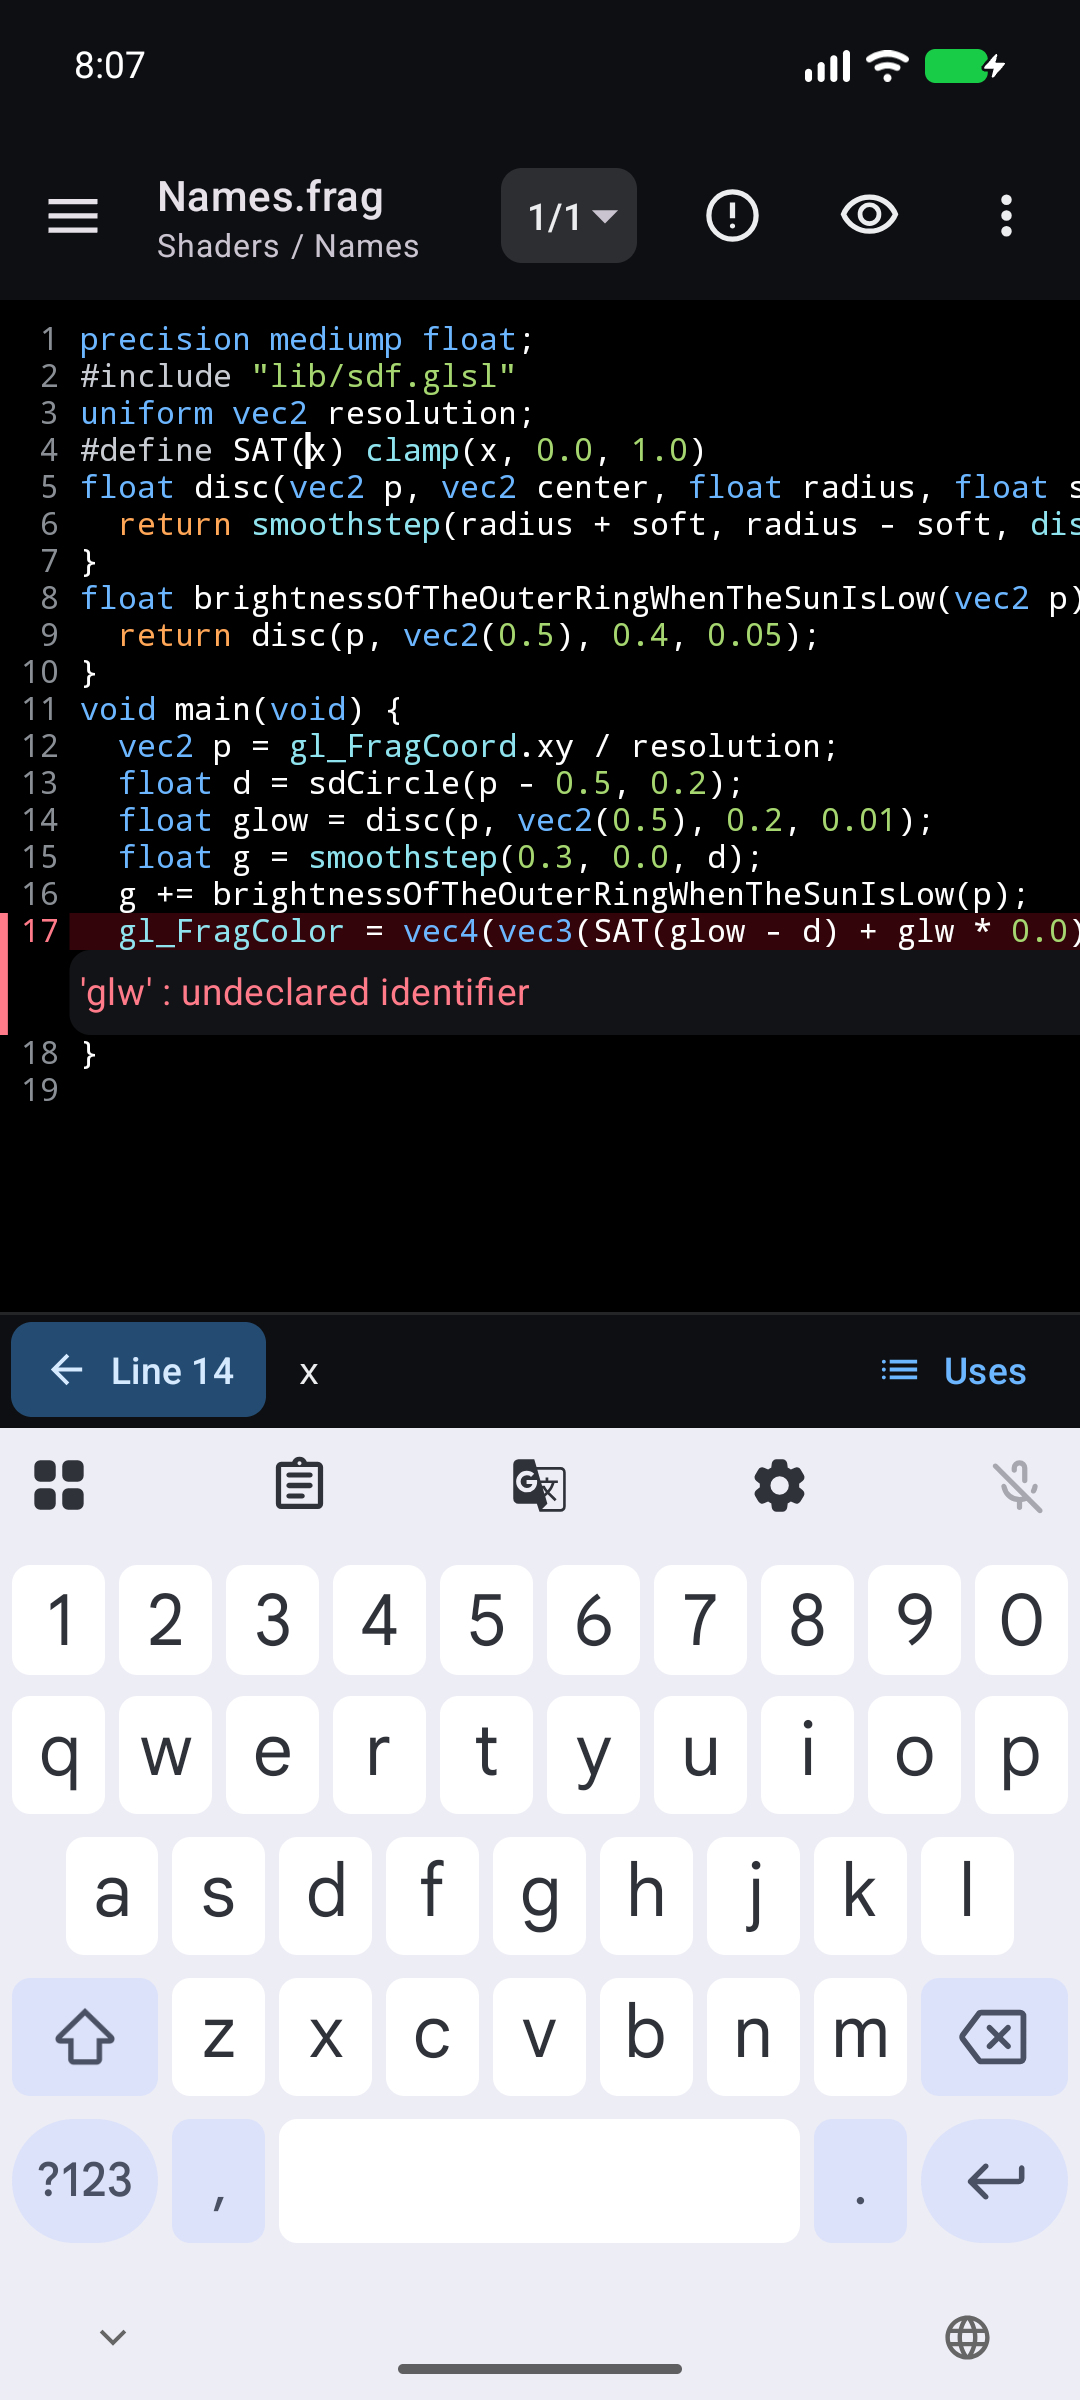 8:07
Names.frag
Shaders / Names
1/1
1 precision mediump float;
2 #include "lib/sdf.glsl"
3 uniform vec2 resolution;
4 #define SAT(x) clamp(x, 0.0, 1.0)
5 float disc(vec2 p, vec2 center, float radius, float s
6   return smoothstep(radius + soft, radius - soft, dis
7 }
8 float brightnessOfTheOuterRingWhenTheSunIsLow(vec2 p)
9   return disc(p, vec2(0.5), 0.4, 0.05);
10 }
11 void main(void) {
12   vec2 p = gl_FragCoord.xy / resolution;
13   float d = sdCircle(p - 0.5, 0.2);
14   float glow = disc(p, vec2(0.5), 0.2, 0.01);
15   float g = smoothstep(0.3, 0.0, d);
16   g += brightnessOfTheOuterRingWhenTheSunIsLow(p);
17   gl_FragColor = vec4(vec3(SAT(glow - d) + glw * 0.0)
'glw' : undeclared identifier
18 }
19
Line 14 x Uses
1 2 3 4 5 6 7 8 9 0
q w e r t y u i o p
a s d f g h j k l
z x c v b n m
?123 , .